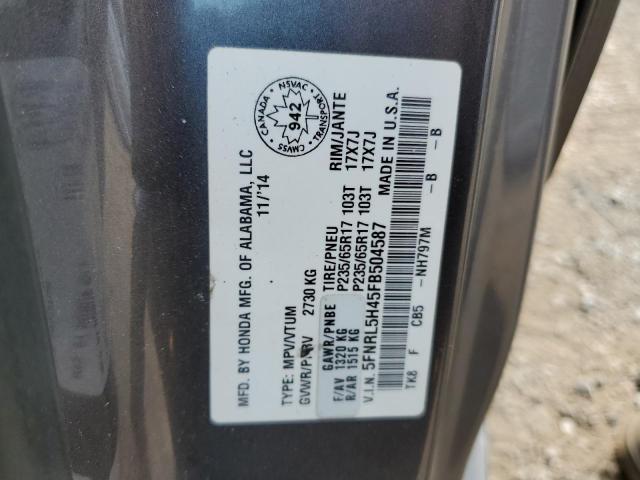 MFD. BY HONDA MFG. OF ALABAMA, LLC
11/'14
TYPE: MPV/VTUM
GVWR/PNBV 2730 KG
GAWR/PNBE TIRE/PNEU RIM/JANTE
F/AV 1320 KG P235/65R17 103T 17X7J
R/AR 1515 KG P235/65R17 103T 17X7J
V.I.N. 5FNRL5H45FB504587 MADE IN U.S.A.
TK8 F CB5 -NH797M -B -B
CANADA NSVAC
942
CMVSS TRANSPORT